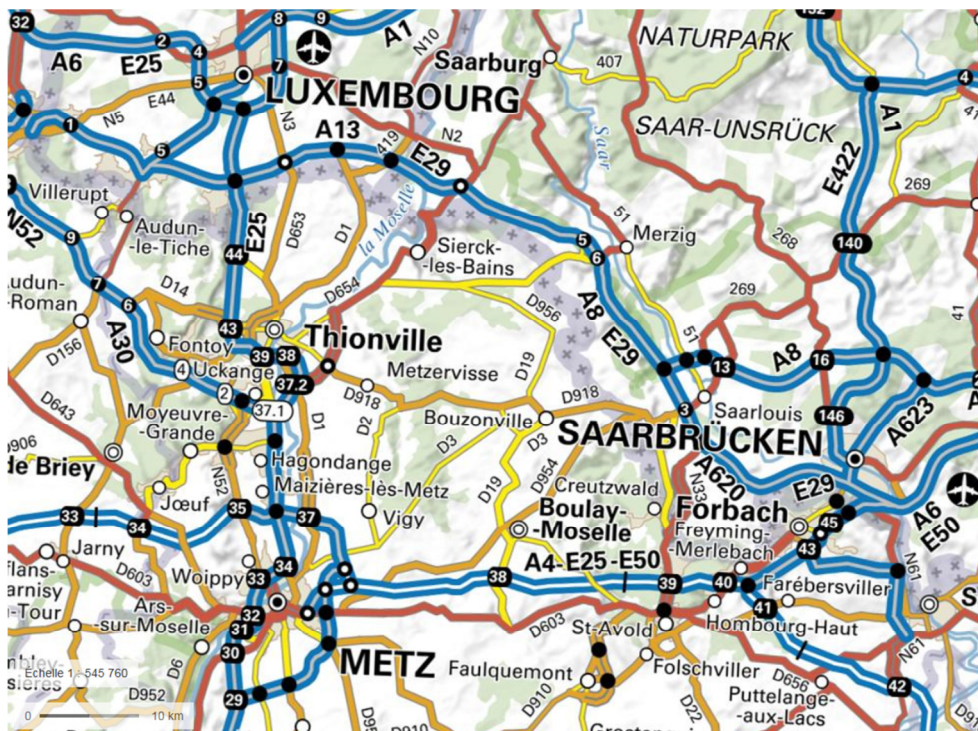 32
132
8
9
2
4
7
A6
E25
A1
N10
Saarburg
407
NATURPARK
4
5
LUXEMBOURG
E44
A1
1
N5
N3
A13
419
N2
SAAR-UNSRÜCK
Saar
5
E29
E422
269
Villerupt
la Moselle
N52
9
Audun-
-le-Tiche
E25
D653
D1
51
268
44
Sierck-
-les-Bains
5
6
Merzig
140
7
D14
D654
-Roman
6
D956
A8
269
41
43
Thionville
E29
D156
A30
Fontoy
39
38
D19
51
A8
4
Uckange
37.2
Metzervisse
13
16
2
37.1
D918
D918
D643
Moyeuvre-
-Grande
D1
D2
Bouzonville
3
Saarlouis
146
A623
D3
D3
SAARBRÜCKEN
D906
de Briey
Hagondange
D954
A620
N52
Maizières-lès-Metz
D19
Creutzwald
N33
E29
A6
E50
Jœuf
Vigy
Boulay-
-Moselle
Forbach
33
34
35
37
Freyming-
-Merlebach
45
43
Jarny
A4-E25-E50
N61
D603
Woippy
33
34
38
39
40
Farébersviller
Ars-
-sur-Moselle
32
41
31
D603
St-Avold
Hombourg-Haut
30
METZ
N61
D6
Faulquemont
Folschviller
D656
Echelle 1 : 545 760
29
D910
Puttelange-
-aux-Lacs
42
D952
0
10 km
D910
D22